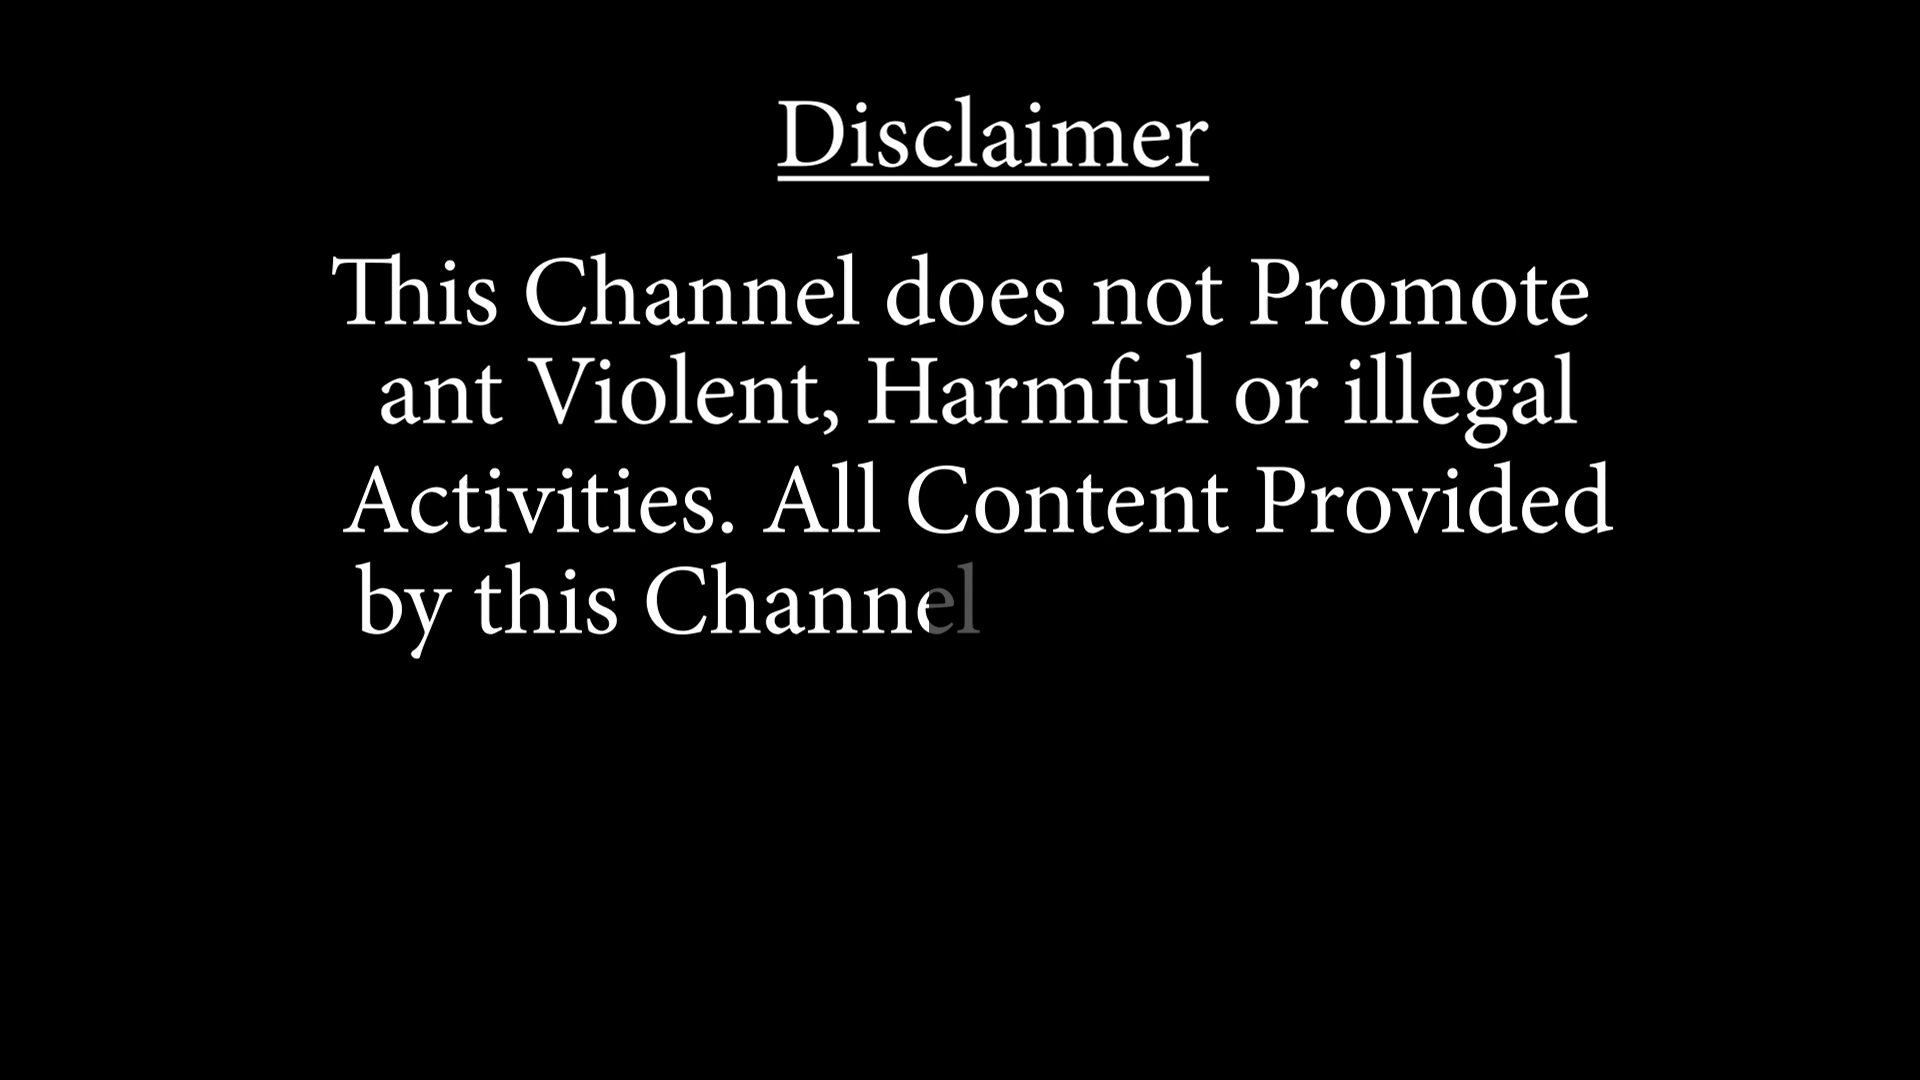 Disclaimer
This Channel does not Promote
ant Violent, Harmful or illegal
Activities. All Content Provided
by this Channel